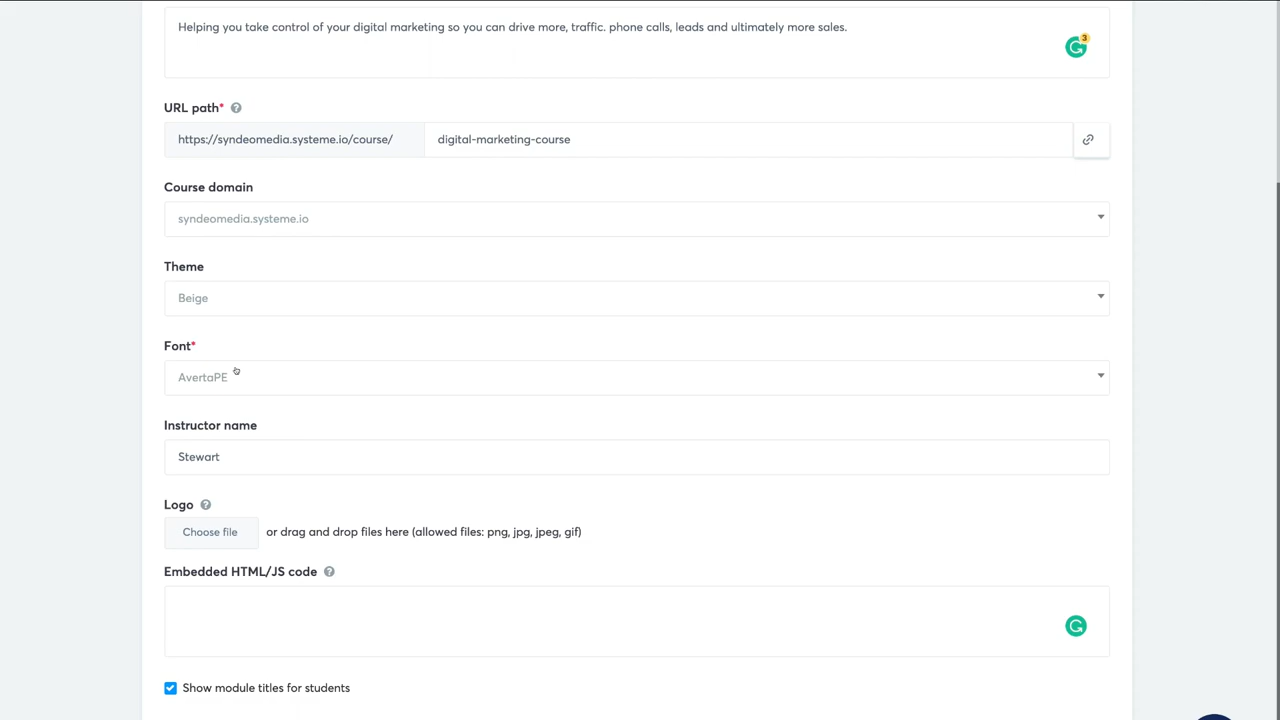 Helping you take control of your digital marketing so you can drive more, traffic. phone calls, leads and ultimately more sales.
3
URL path*
https://syndeomedia.systeme.io/course/ digital-marketing-course
Course domain
syndeomedia.systeme.io
Theme
Beige
Font*
AvertaPE
Instructor name
Stewart
Logo
Choose file or drag and drop files here (allowed files: png, jpg, jpeg, gif)
Embedded HTML/JS code
Show module titles for students